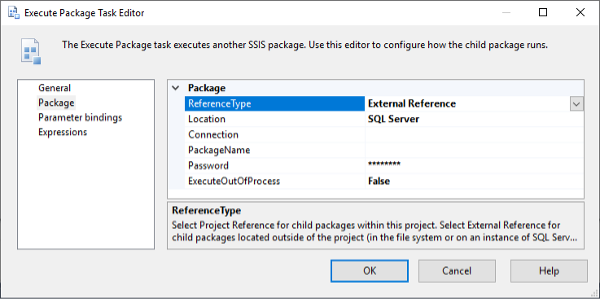 Execute Package Task Editor
The Execute Package task executes another SSIS package. Use this editor to configure how the child package runs.
General
Package
Parameter bindings
Expressions
Package
ReferenceType External Reference
Location SQL Server
Connection
PackageName
Password ********
ExecuteOutOfProcess False
ReferenceType
Select Project Reference for child packages within this project. Select External Reference for
child packages located outside of the project (in the file system or on an instance of SQL Serv...
OK Cancel Help